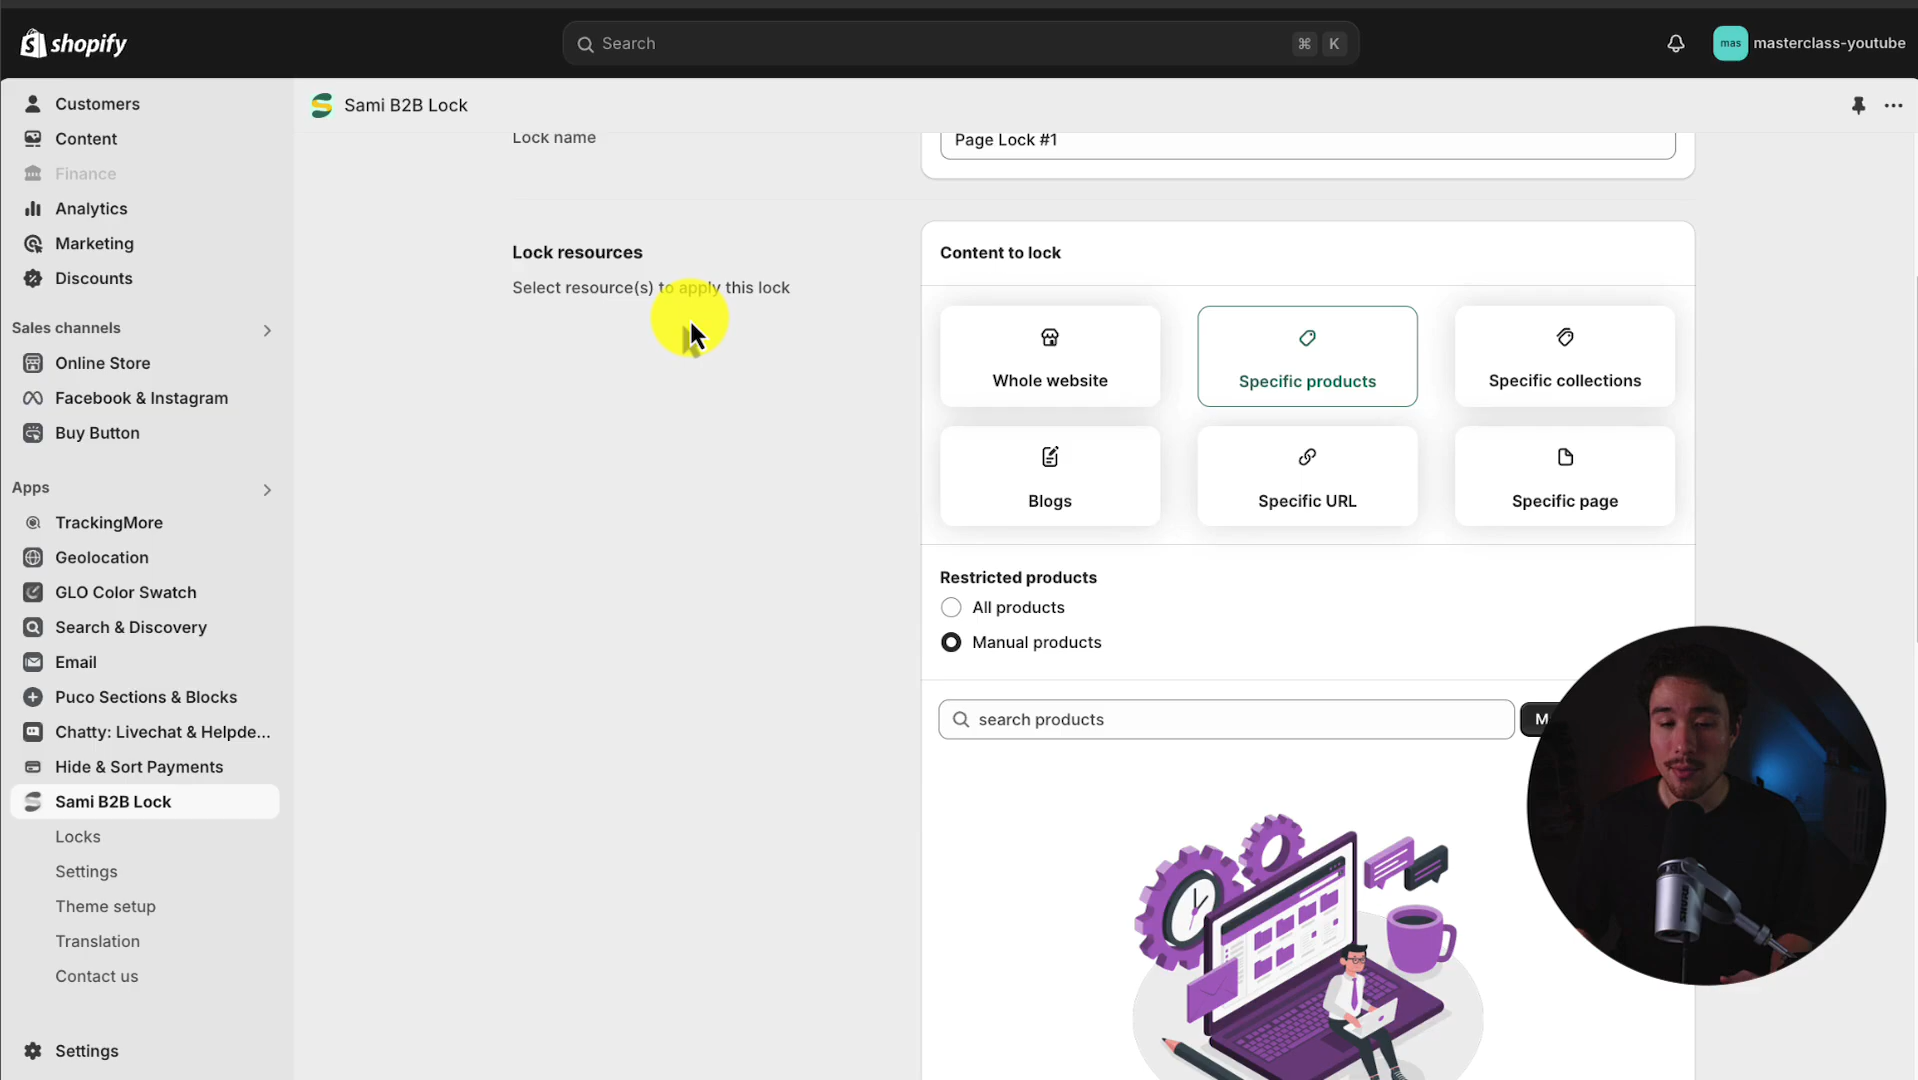 shopify
Search
⌘ K
mas
masterclass-youtube
Customers
Content
Finance
Analytics
Marketing
Discounts
Sales channels
Online Store
Facebook & Instagram
Buy Button
Apps
TrackingMore
Geolocation
GLO Color Swatch
Search & Discovery
Email
Puco Sections & Blocks
Chatty: Livechat & Helpde...
Hide & Sort Payments
Sami B2B Lock
Locks
Settings
Theme setup
Translation
Contact us
Settings
Sami B2B Lock
Lock name
Page Lock #1
Lock resources
Select resource(s) to apply this lock
Content to lock
Whole website
Specific products
Specific collections
Blogs
Specific URL
Specific page
Restricted products
All products
Manual products
search products